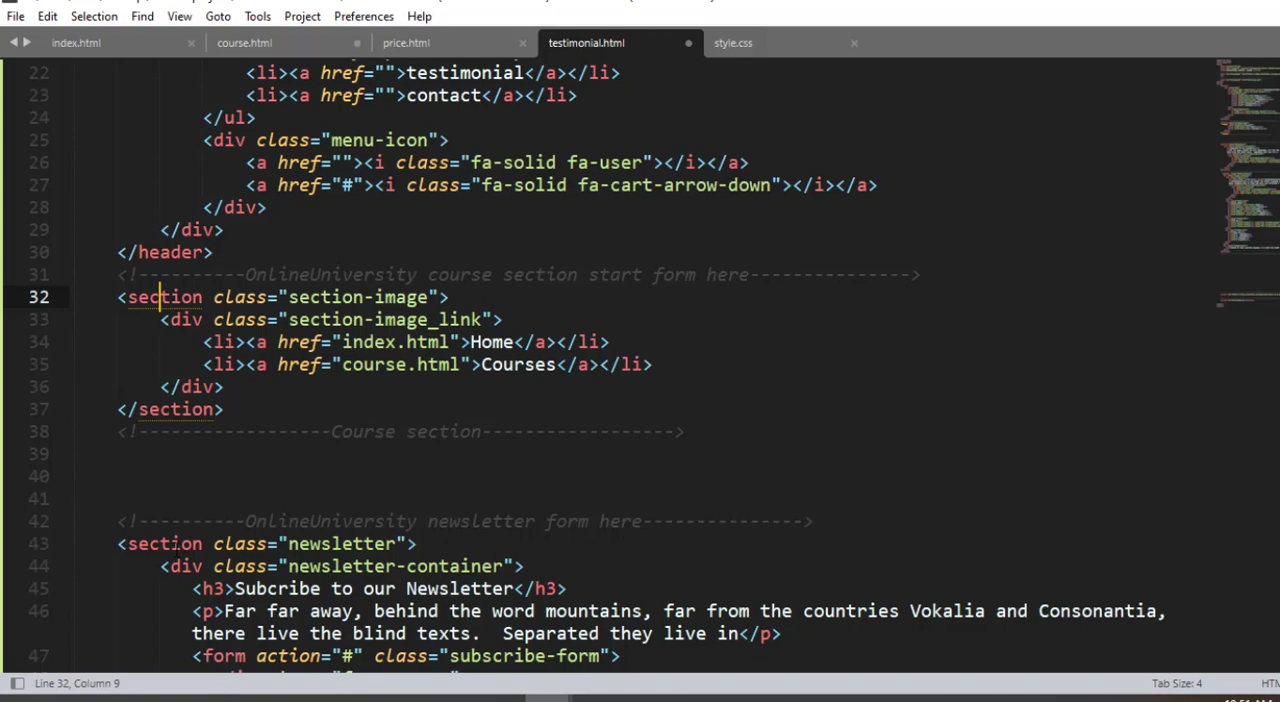 File Edit Selection Find View Goto Tools Project Preferences Help
index.html × course.html price.html × testimonial.html style.css ×
22 <li><a href="">testimonial</a></li>
23 <li><a href="">contact</a></li>
24 </ul>
25 <div class="menu-icon">
26 <a href=""><i class="fa-solid fa-user"></i></a>
27 <a href="#"><i class="fa-solid fa-cart-arrow-down"></i></a>
28 </div>
29 </div>
30 </header>
31 <!----------OnlineUniversity course section start form here--------------->
32 <section class="section-image">
33 <div class="section-image_link">
34 <li><a href="index.html">Home</a></li>
35 <li><a href="course.html">Courses</a></li>
36 </div>
37 </section>
38 <!------------------Course section------------------>
39
40
41
42 <!----------OnlineUniversity newsletter form here--------------->
43 <section class="newsletter">
44 <div class="newsletter-container">
45 <h3>Subcribe to our Newsletter</h3>
46 <p>Far far away, behind the word mountains, far from the countries Vokalia and Consonantia,
there live the blind texts.  Separated they live in</p>
47 <form action="#" class="subscribe-form">
Line 32, Column 9 Tab Size: 4